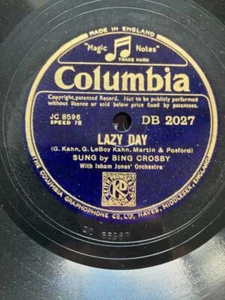 MADE IN ENGLAND
"Magic Notes"
TRADE MARK
Columbia
Copyright, patented Record. Not to be publicly performed
without licence or sold below price fixed by patentees.
JC 8596
SPEED 78
DB 2027
LAZY DAY
(G. Kahn, G. LeBoy Kahn, Martin & Posford)
SUNG by BING CROSBY
With Isham Jones' Orchestra
COLUMBIA GRAPHOPHONE CO., LTD, HAYES, MIDDLESEX, ENGLAND